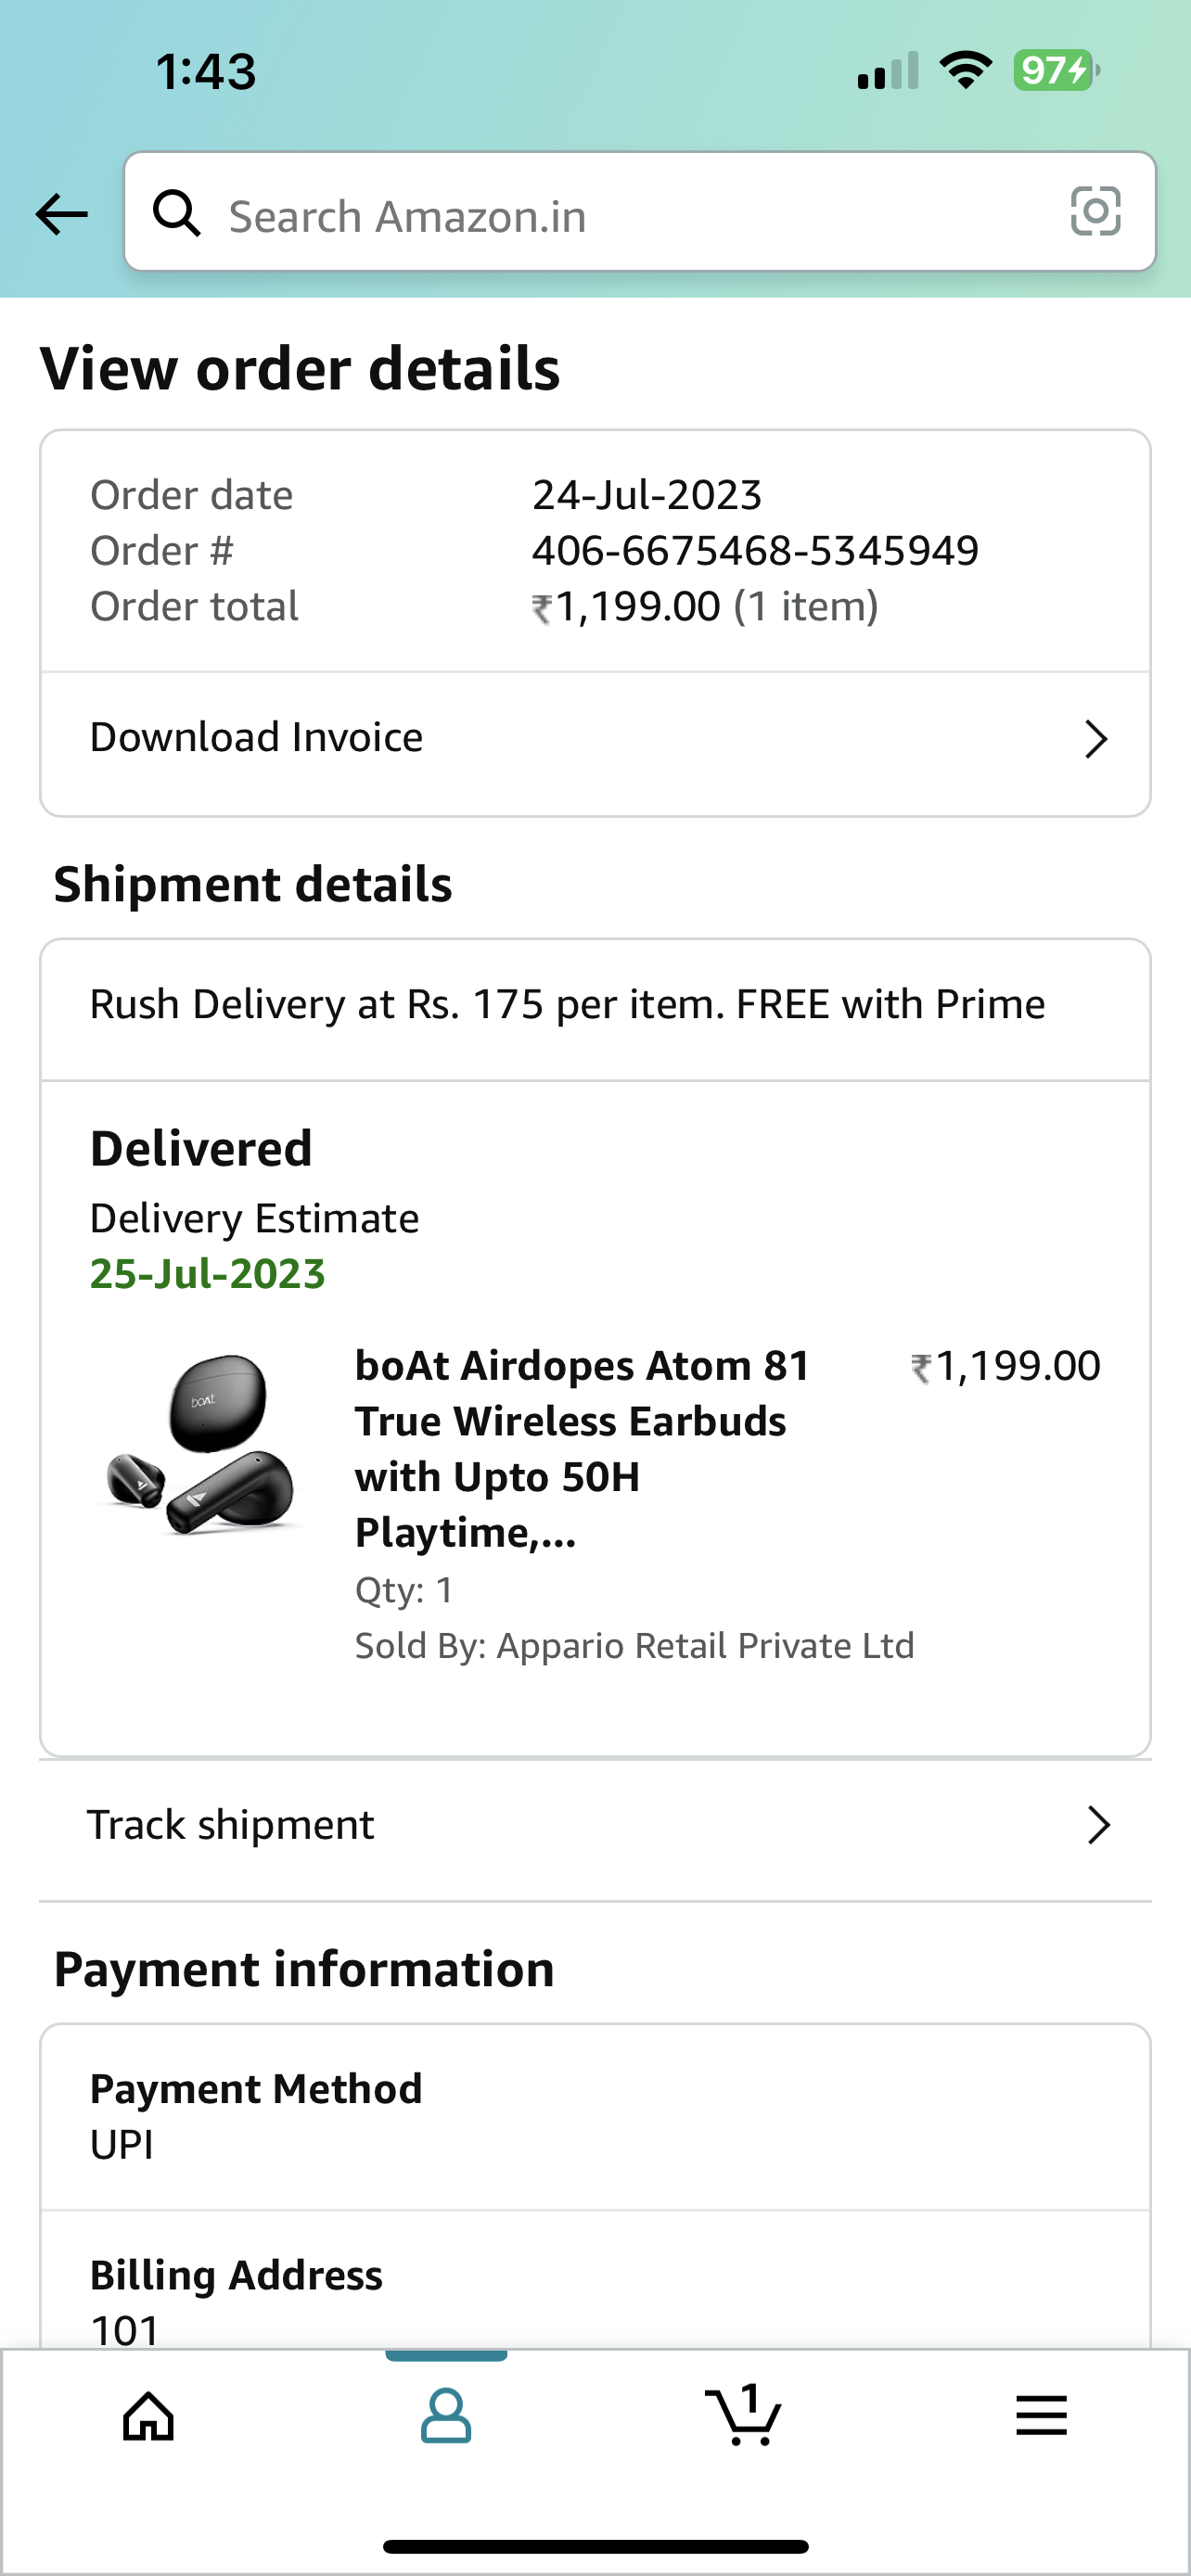 1:43
97
Search Amazon.in
View order details
Order date 24-Jul-2023
Order # 406-6675468-5345949
Order total ₹1,199.00 (1 item)
Download Invoice
Shipment details
Rush Delivery at Rs. 175 per item. FREE with Prime
Delivered
Delivery Estimate
25-Jul-2023
boAt
boAt Airdopes Atom 81 ₹1,199.00
True Wireless Earbuds
with Upto 50H
Playtime,...
Qty: 1
Sold By: Appario Retail Private Ltd
Track shipment
Payment information
Payment Method
UPI
Billing Address
101
1